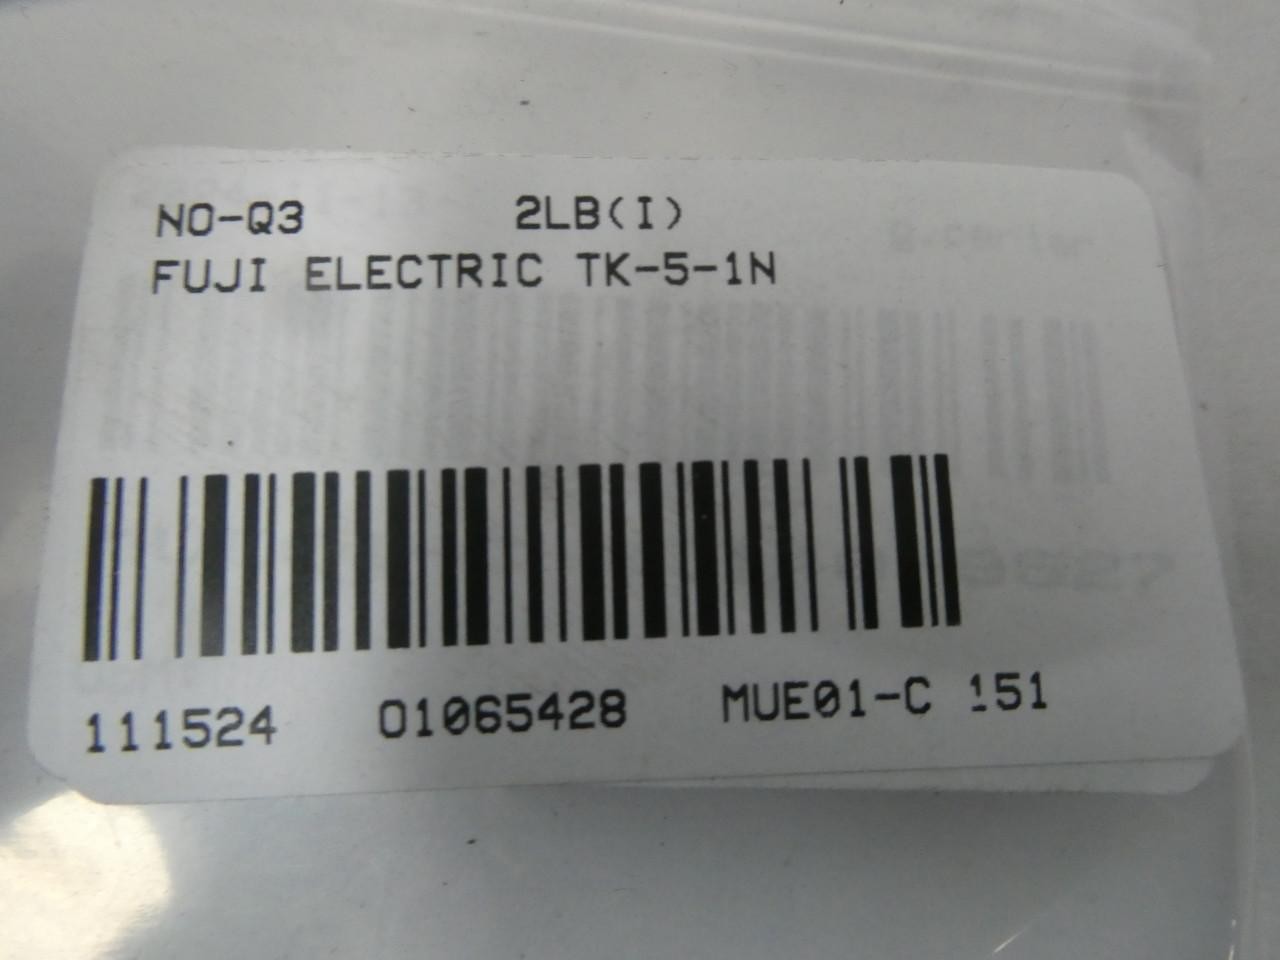 NO-Q3 2LB(I)
FUJI ELECTRIC TK-5-1N
111524 01065428 MUE01-C 151